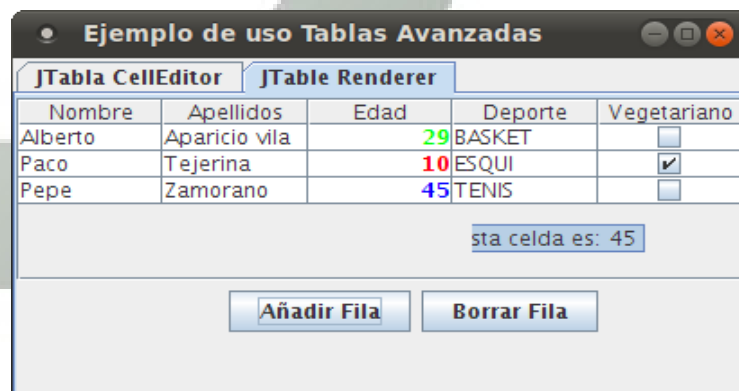 Ejemplo de uso Tablas Avanzadas
JTabla CellEditor JTable Renderer
Nombre Apellidos Edad Deporte Vegetariano
Alberto Aparicio vila 29 BASKET
Paco Tejerina 10 ESQUI
Pepe Zamorano 45 TENIS
sta celda es: 45
Añadir Fila Borrar Fila